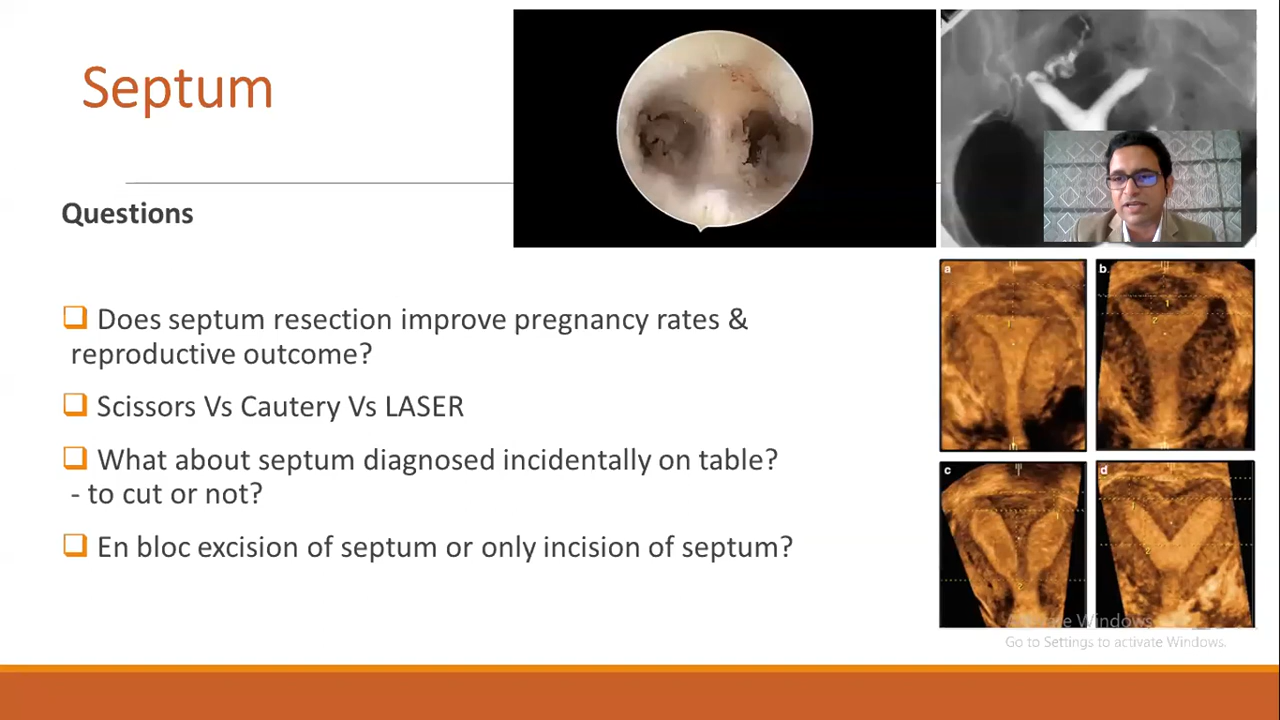 Septum
Questions
Does septum resection improve pregnancy rates &
reproductive outcome?
Scissors Vs Cautery Vs LASER
What about septum diagnosed incidentally on table?
- to cut or not?
En bloc excision of septum or only incision of septum?
a
b
c
d
Activate Windows
Go to Settings to activate Windows.